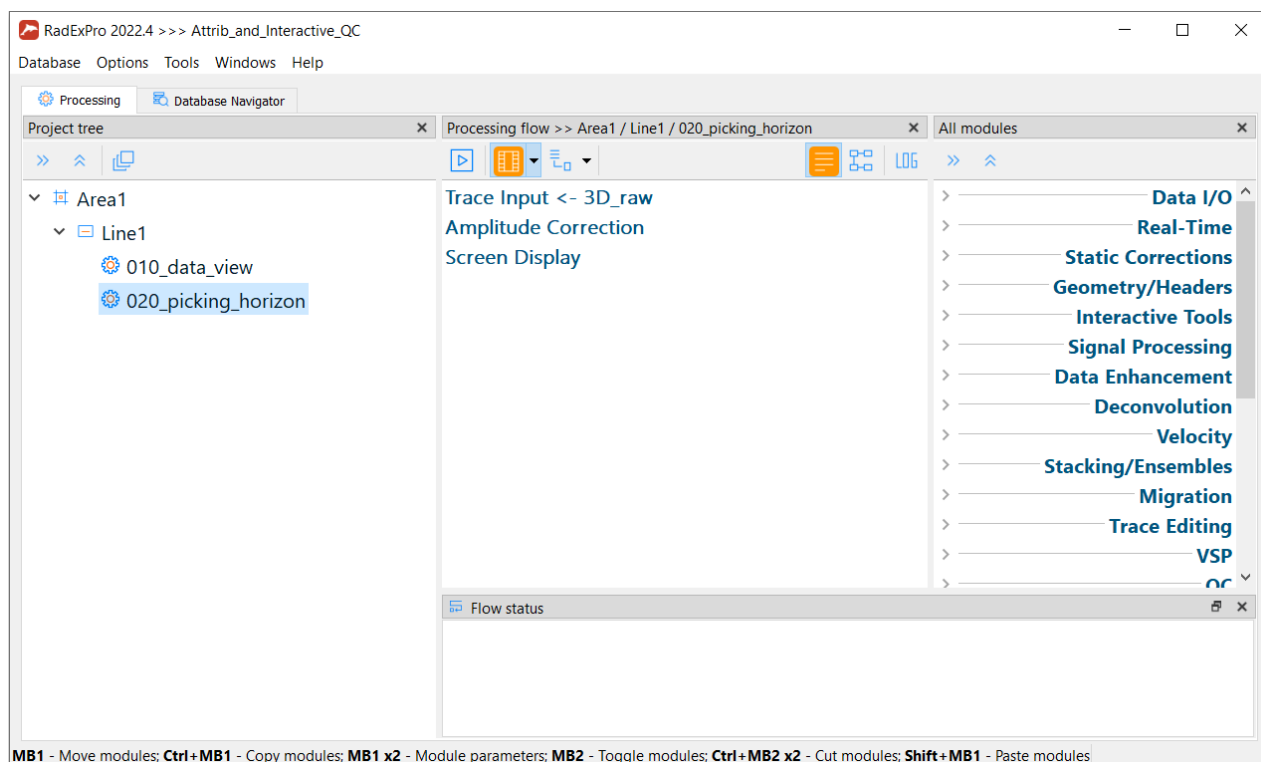 RadExPro 2022.4 >>> Attrib_and_Interactive_QC
Database Options Tools Windows Help
Processing Database Navigator
Project tree
Area1
Line1
010_data_view
020_picking_horizon
Processing flow >> Area1 / Line1 / 020_picking_horizon
LOG
Trace Input <- 3D_raw
Amplitude Correction
Screen Display
All modules
Data I/O
Real-Time
Static Corrections
Geometry/Headers
Interactive Tools
Signal Processing
Data Enhancement
Deconvolution
Velocity
Stacking/Ensembles
Migration
Trace Editing
VSP
QC
Flow status
MB1 - Move modules; Ctrl+MB1 - Copy modules; MB1 x2 - Module parameters; MB2 - Toggle modules; Ctrl+MB2 x2 - Cut modules; Shift+MB1 - Paste modules